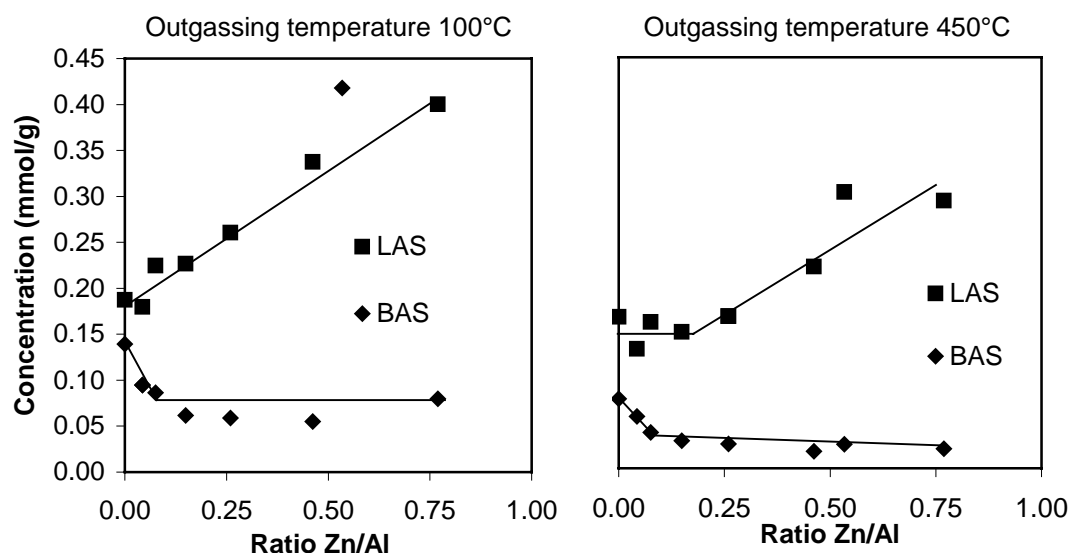 Outgassing temperature 100°C
Outgassing temperature 450°C
Concentration (mmol/g)
0.45
0.40
0.35
0.30
0.25
0.20
0.15
0.10
0.05
0.00
LAS
BAS
0.00 0.25 0.50 0.75 1.00
Ratio Zn/Al
LAS
BAS
0.00 0.25 0.50 0.75 1.00
Ratio Zn/Al